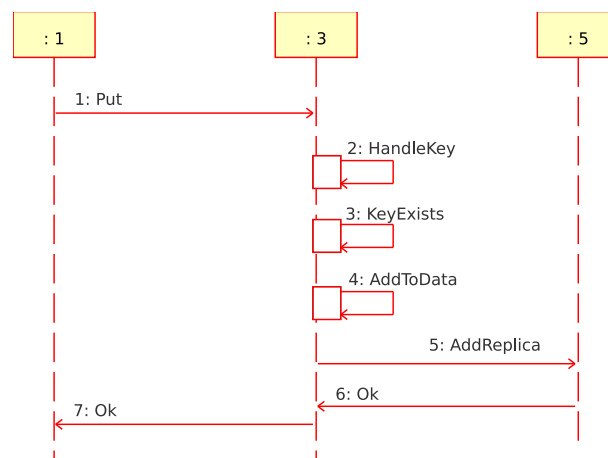 : 1
: 3
: 5
1: Put
2: HandleKey
3: KeyExists
4: AddToData
5: AddReplica
6: Ok
7: Ok